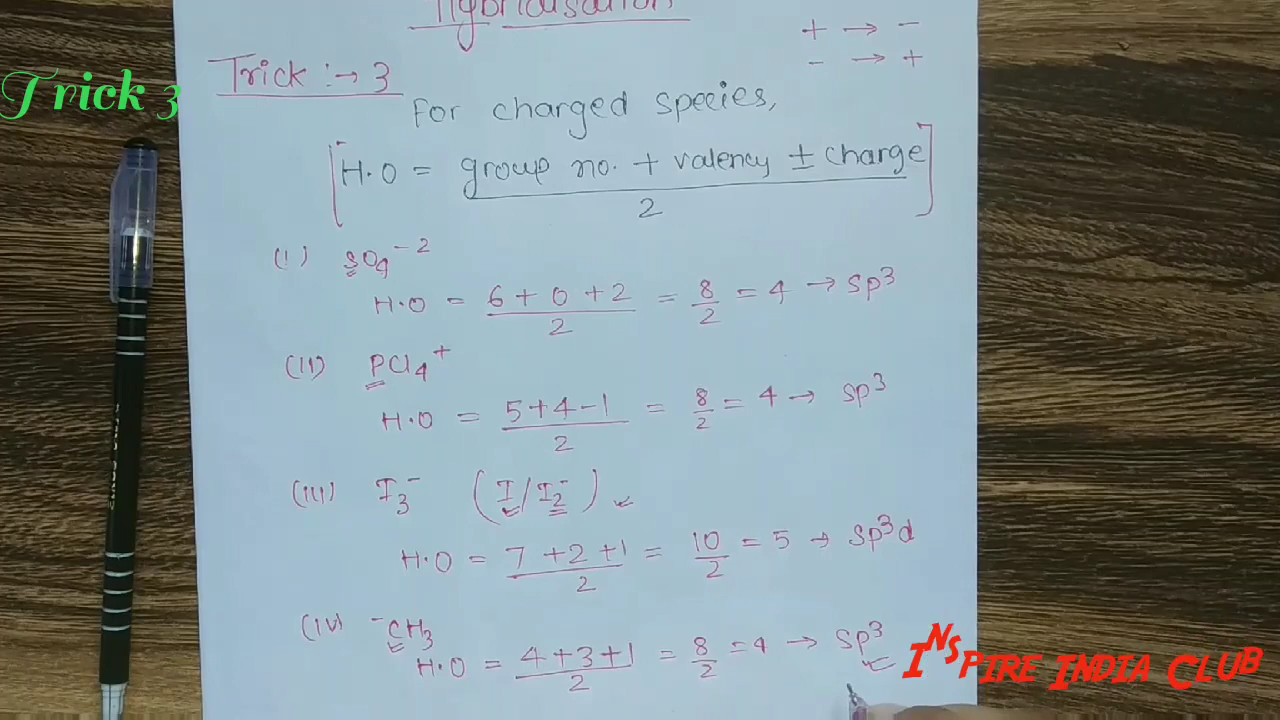 Hybridisation
+ → -
- → +
Trick :→ 3
Trick 3
For charged species,
[H.O = group no. + valency ± charge / 2]
(I) SO₄⁻²
H.O = 6 + 0 + 2 / 2 = 8/2 = 4 → Sp³
(II) PCl₄⁺
H.O = 5+4-1 / 2 = 8/2 = 4 → Sp³
(III) I₃⁻ (I/I₂⁻)
H.O = 7 +2 +1 / 2 = 10/2 = 5 → Sp³d
(IV) ⁻CH₃
H.O = 4+3+1 / 2 = 8/2 = 4 → Sp³
INSPIRE INDIA CLUB